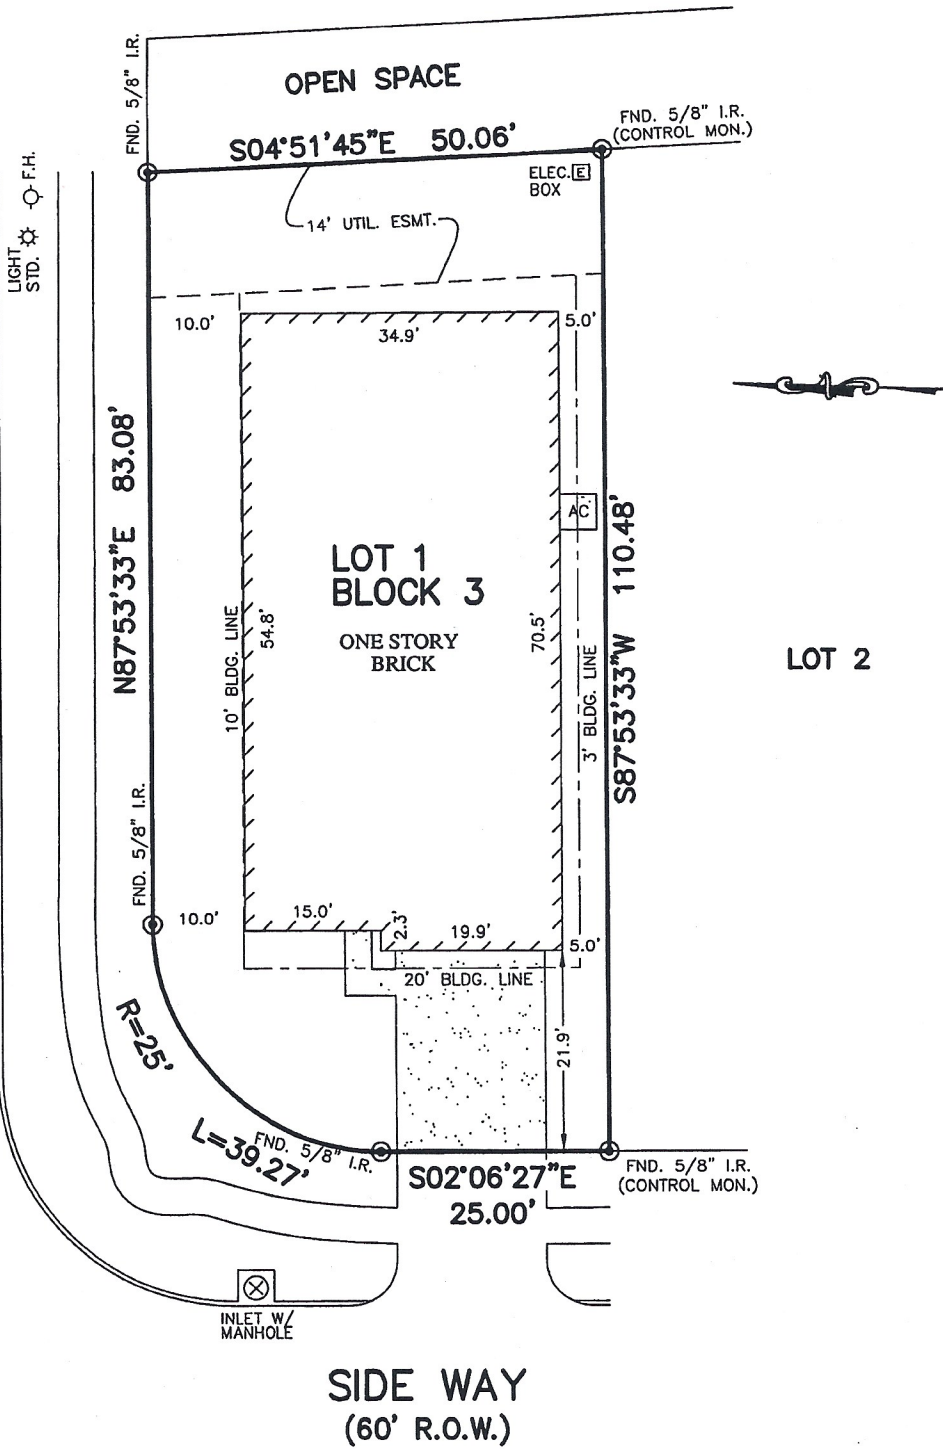 FND. 5/8" I.R.
OPEN SPACE
FND. 5/8" I.R.
(CONTROL MON.)
S04°51'45"E 50.06'
F.H.
LIGHT
STD.
ELEC. E
BOX
14' UTIL. ESMT.
10.0'
34.9'
5.0'
N87°53'33"E 83.08'
AC
S87°53'33"W 110.48'
LOT 1
BLOCK 3
ONE STORY
BRICK
10' BLDG. LINE
54.8'
70.5'
3' BLDG. LINE
LOT 2
FND. 5/8" I.R.
10.0'
15.0'
2.3'
19.9'
5.0'
20' BLDG. LINE
21.9'
R=25'
L=39.27'
FND. 5/8" I.R.
S02°06'27"E
25.00'
FND. 5/8" I.R.
(CONTROL MON.)
INLET W/
MANHOLE
SIDE WAY
(60' R.O.W.)